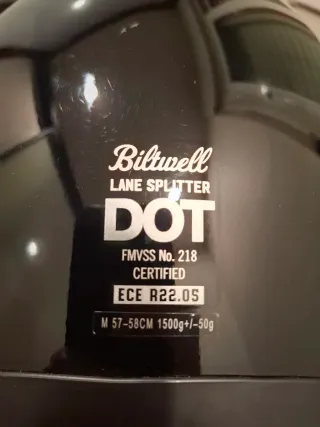 Biltwell
LANE SPLITTER
DOT
FMVSS No. 218
CERTIFIED
ECE R22.05
M 57-58CM 1500g+/-50g